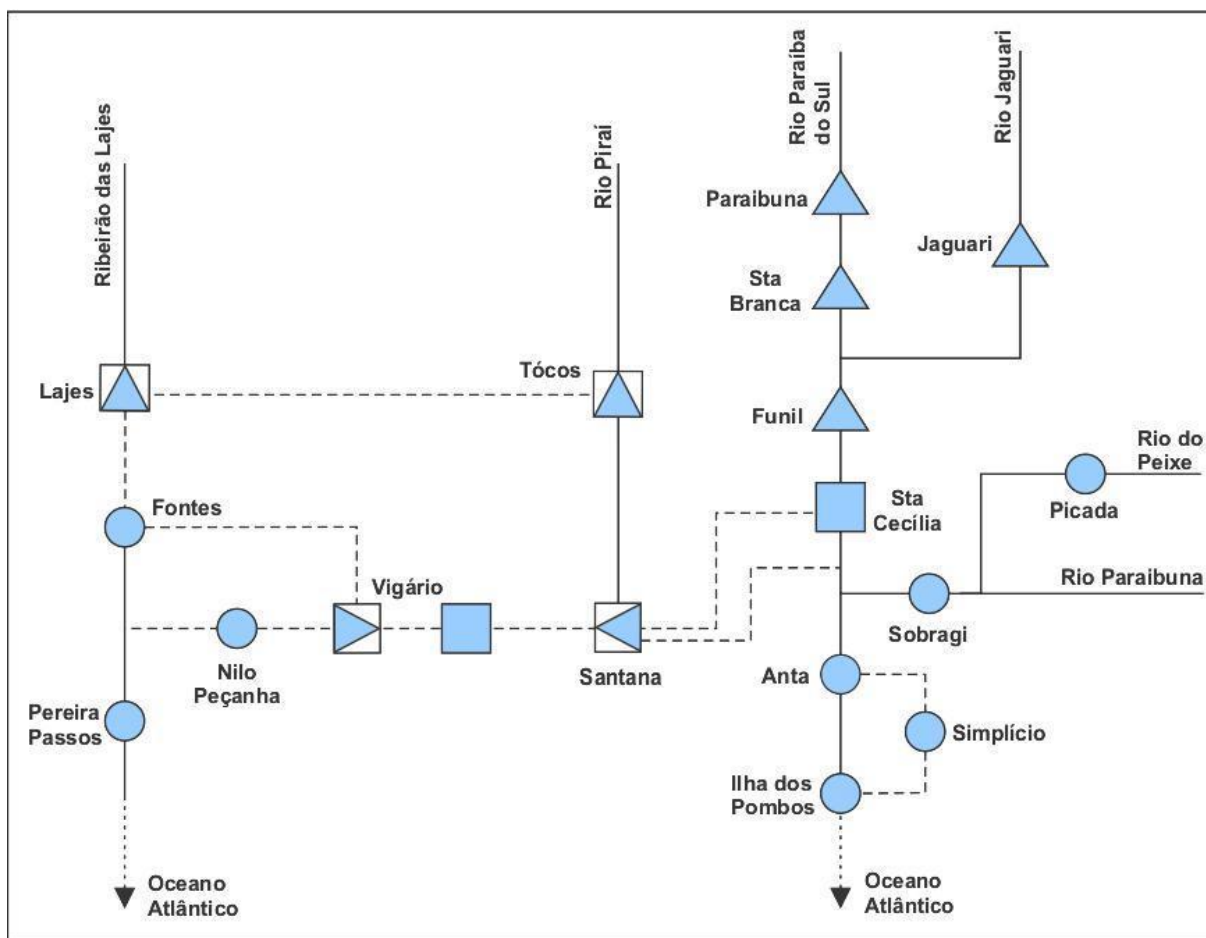 Ribeirão das Lajes
Rio Piraí
Rio Paraíba
do Sul
Rio Jaguari
Paraibuna
Jaguari
Sta
Branca
Lajes
Tócos
Funil
Rio do
Peixe
Picada
Fontes
Sta
Cecília
Vigário
Rio Paraibuna
Sobragi
Nilo
Peçanha
Santana
Anta
Pereira
Passos
Simplício
Ilha dos
Pombos
Oceano
Atlântico
Oceano
Atlântico